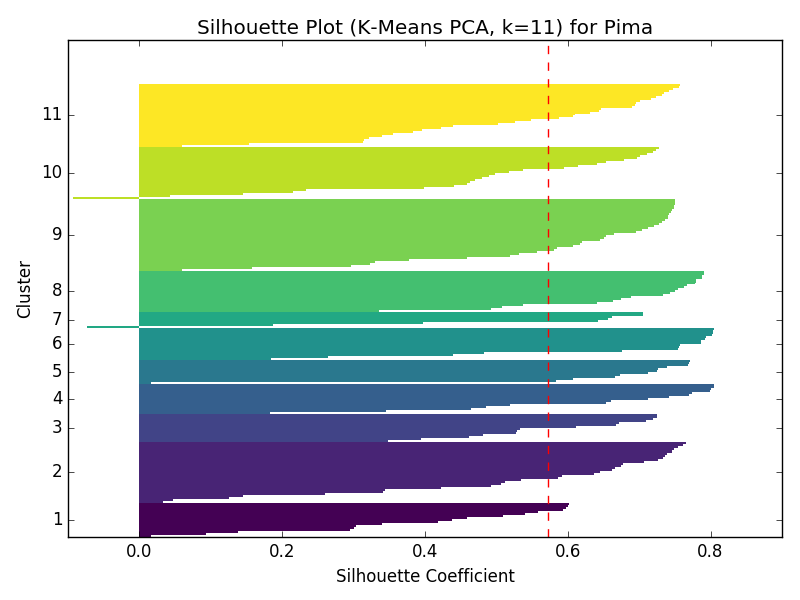 Silhouette Plot (K-Means PCA, k=11) for Pima
11
10
9
8
7
6
5
4
3
2
1
Cluster
0.0 0.2 0.4 0.6 0.8
Silhouette Coefficient